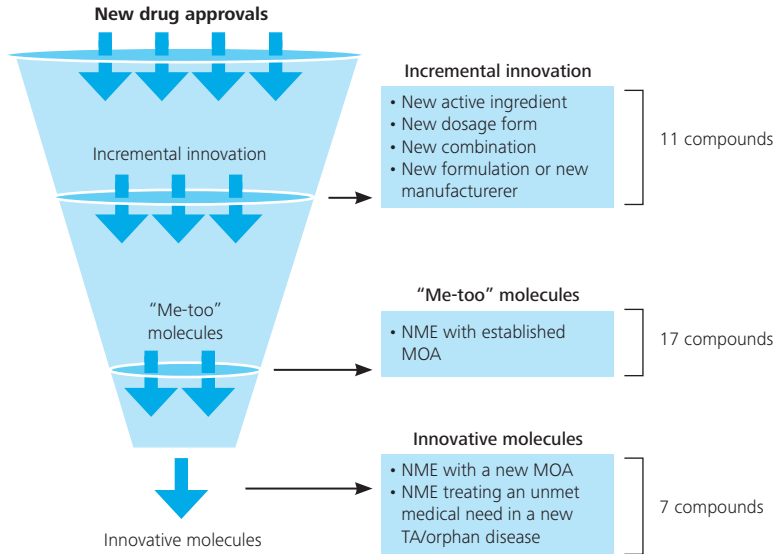 New drug approvals
Incremental innovation
“Me-too”
molecules
Innovative molecules
Incremental innovation
• New active ingredient
• New dosage form
• New combination
• New formulation or new
manufacturerer
11 compounds
“Me-too” molecules
• NME with established
MOA
17 compounds
Innovative molecules
• NME with a new MOA
• NME treating an unmet
medical need in a new
TA/orphan disease
7 compounds